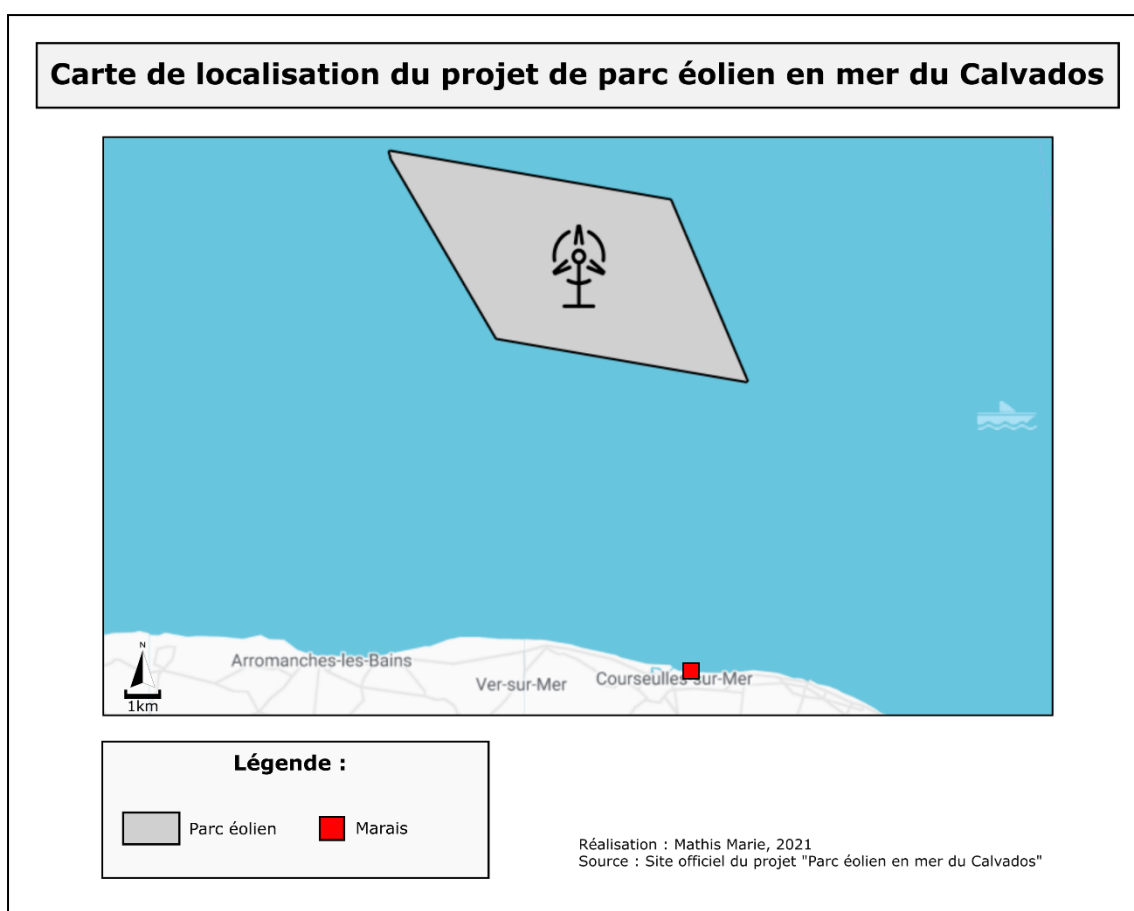 Carte de localisation du projet de parc éolien en mer du Calvados
Arromanches-les-Bains
Ver-sur-Mer
Courseulles-sur-Mer
N
1km
Légende :
Parc éolien
Marais
Réalisation : Mathis Marie, 2021
Source : Site officiel du projet "Parc éolien en mer du Calvados"